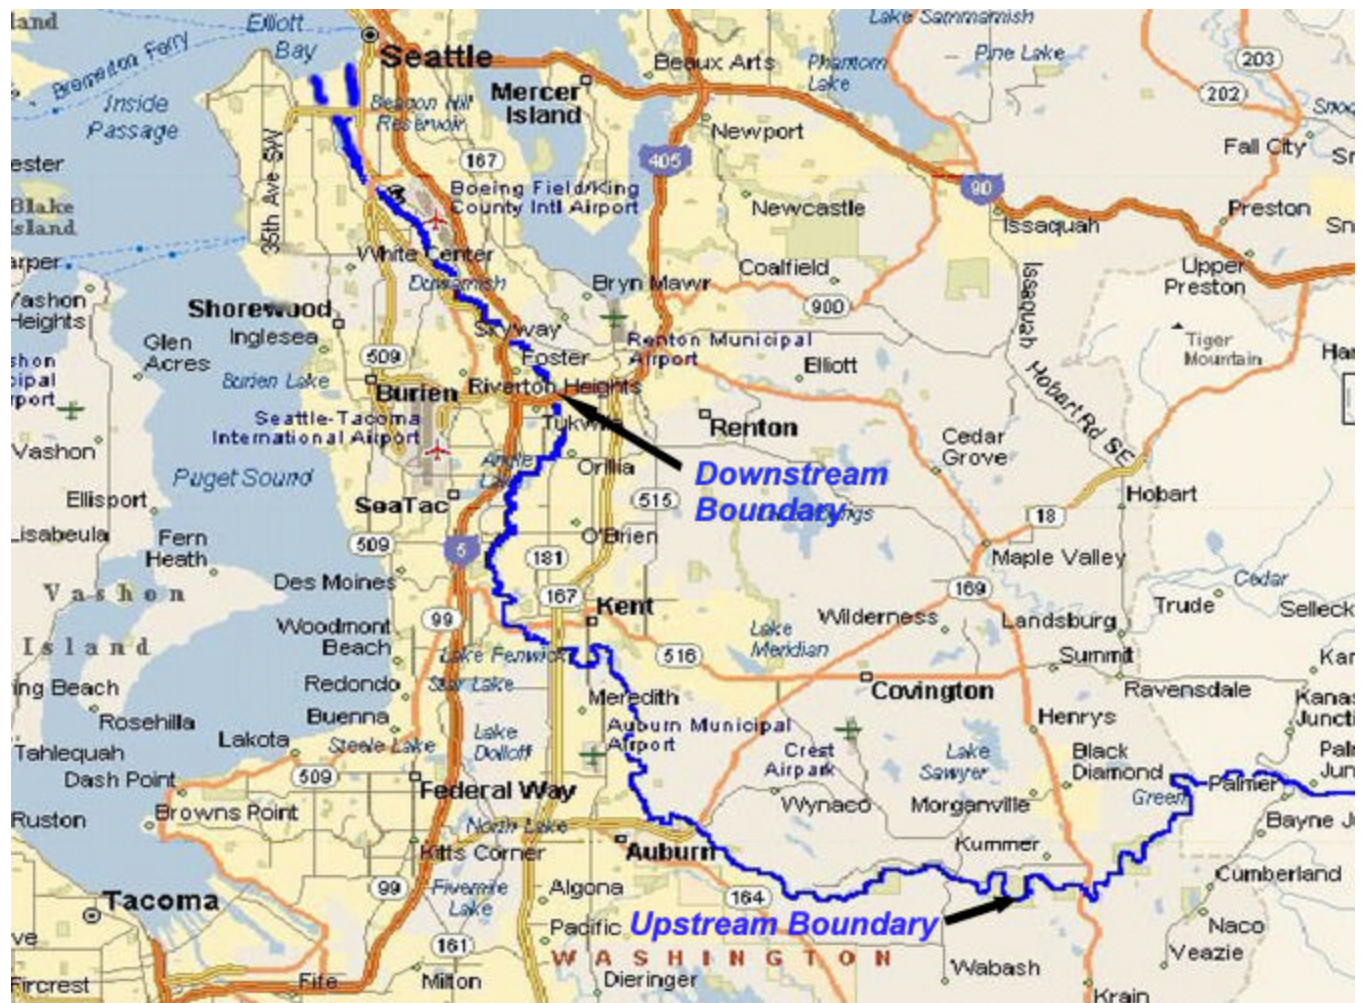 land
Elliott
Bay
Seattle
Bremerton Ferry
Inside
Passage
Beacon Hill
Reservoir
Mercer
Island
Beaux Arts
Lake Sammamish
Phantom
Lake
Pine Lake
203
202
Fall City
Newport
405
90
167
35th Ave SW
Boeing Field/King
County Intl Airport
Newcastle
Issaquah
Preston
Upper
Preston
ester
Blake
Island
arper
Vashon
Heights
White Center
Duwamish
Coalfield
Bryn Mawr
900
Shorewood
Inglesea
Glen
Acres
Skyway
Foster
Renton Municipal
Airport
Elliott
Issaquah Hobart Rd SE
Tiger
Mountain
509
Burien Lake
Burien
Riverton Heights
Seattle-Tacoma
International Airport
Renton
Cedar
Grove
Vashon
Puget Sound
Orillia
Downstream
Boundary
Ellisport
SeaTac
515
Hobart
18
Lisabeula
Fern
Heath
509
5
O'Brien
181
Maple Valley
Des Moines
167
Kent
169
Cedar
Trude
Selleck
Vashon
Island
99
Woodmont
Beach
Lake Fenwick
516
Lake
Meridian
Wilderness
Landsburg
Summit
Ravensdale
Redondo
Star Lake
Meredith
Covington
Rosehilla
Buenna
Henrys
Lakota
Steele Lake
Lake
Dolloff
Auburn Municipal
Airport
Crest
Airpark
Lake
Sawyer
Black
Diamond
Tahlequah
Dash Point
509
Federal Way
Wynaco
Morganville
Green
Palmer
Ruston
Browns Point
North Lake
Kitts Corner
Auburn
Kummer
Bayne
Tacoma
99
Fivemile
Lake
Algona
164
Cumberland
Pacific
Upstream Boundary
Naco
Veazie
161
WASHINGTON
Fircrest
Fife
Milton
Dieringer
Wabash
Krain